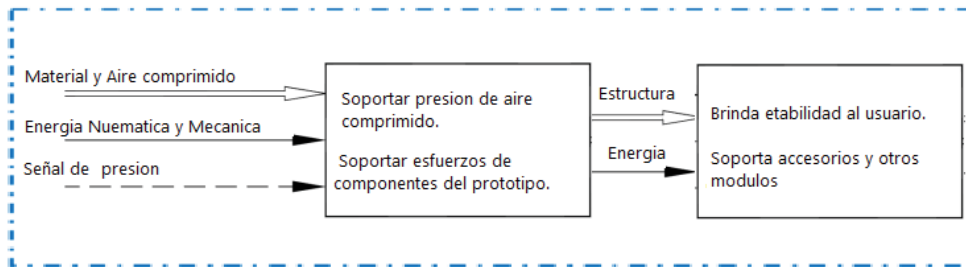 Material y Aire comprimido
Energia Nuematica y Mecanica
Señal de presion
Soportar presion de aire
comprimido.
Soportar esfuerzos de
componentes del prototipo.
Estructura
Energia
Brinda etabilidad al usuario.
Soporta accesorios y otros
modulos